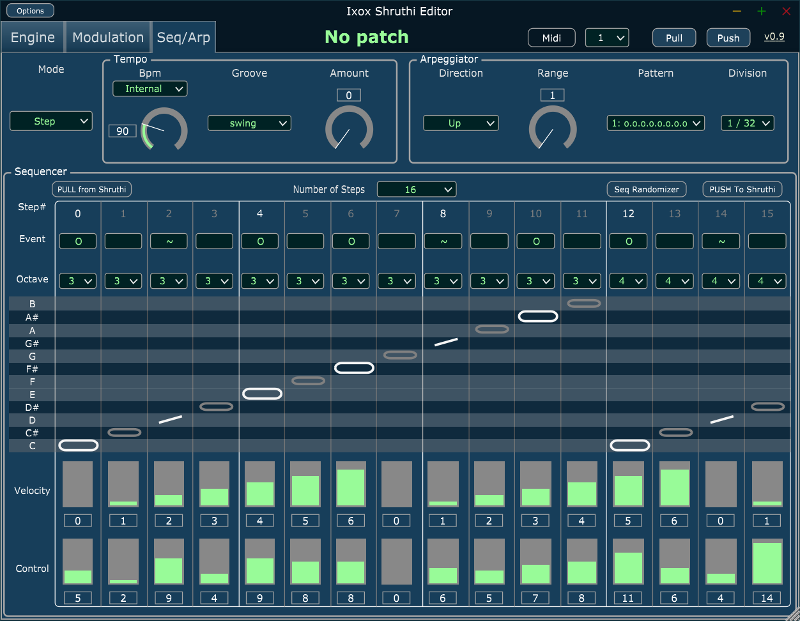 Options
Ixox Shruthi Editor
Engine Modulation Seq/Arp
No patch
Midi 1 Pull Push v0.9
Mode
Step
Tempo
Bpm Groove Amount
Internal
90
swing
0
Arpeggiator
Direction Range Pattern Division
Up
1
1: o.o.o.o.o.o.o
1 / 32
Sequencer
PULL from Shruthi
Number of Steps 16
Seq Randomizer PUSH To Shruthi
Step# 0 1 2 3 4 5 6 7 8 9 10 11 12 13 14 15
Event O ~ O O ~ O O ~
Octave 3 3 3 3 3 3 3 3 3 3 3 3 4 4 4 4
B
A#
A
G#
G
F#
F
E
D#
D
C#
C
Velocity
0 1 2 3 4 5 6 0 1 2 3 4 5 6 0 1
Control
5 2 9 4 9 8 8 0 6 5 7 8 11 6 4 14